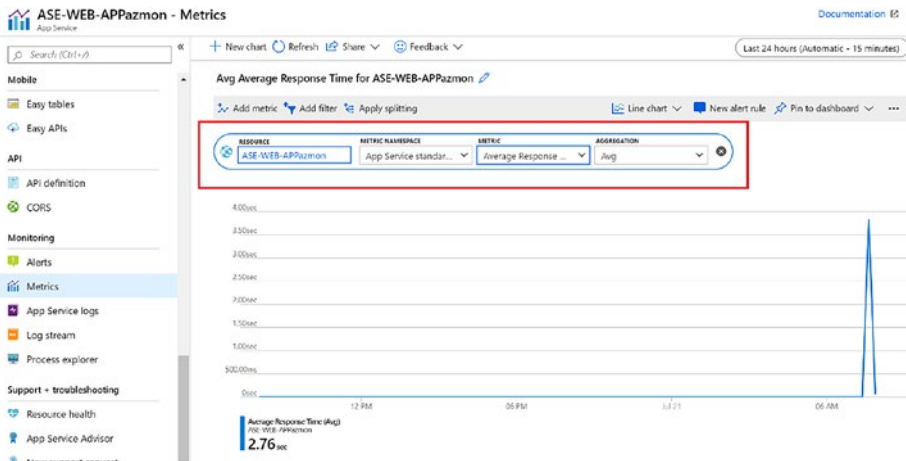 ASE-WEB-APPazmon - Metrics
App Service
Documentation
Search (Ctrl+/)
«
New chart
Refresh
Share
Feedback
Last 24 hours (Automatic - 15 minutes)
Mobile
Easy tables
Easy APIs
API
API definition
CORS
Monitoring
Alerts
Metrics
App Service logs
Log stream
Process explorer
Support + troubleshooting
Resource health
App Service Advisor
New support request
Avg Average Response Time for ASE-WEB-APPazmon
Add metric
Add filter
Apply splitting
Line chart
New alert rule
Pin to dashboard
...
RESOURCE
ASE-WEB-APPazmon
METRIC NAMESPACE
App Service standar...
METRIC
Average Response ...
AGGREGATION
Avg
4.00sec
3.50sec
3.00sec
2.50sec
2.00sec
1.50sec
1.00sec
500.00ms
0sec
12 PM
06 PM
Jul 21
06 AM
Average Response Time (Avg)
ASE-WEB-APPazmon
2.76 sec